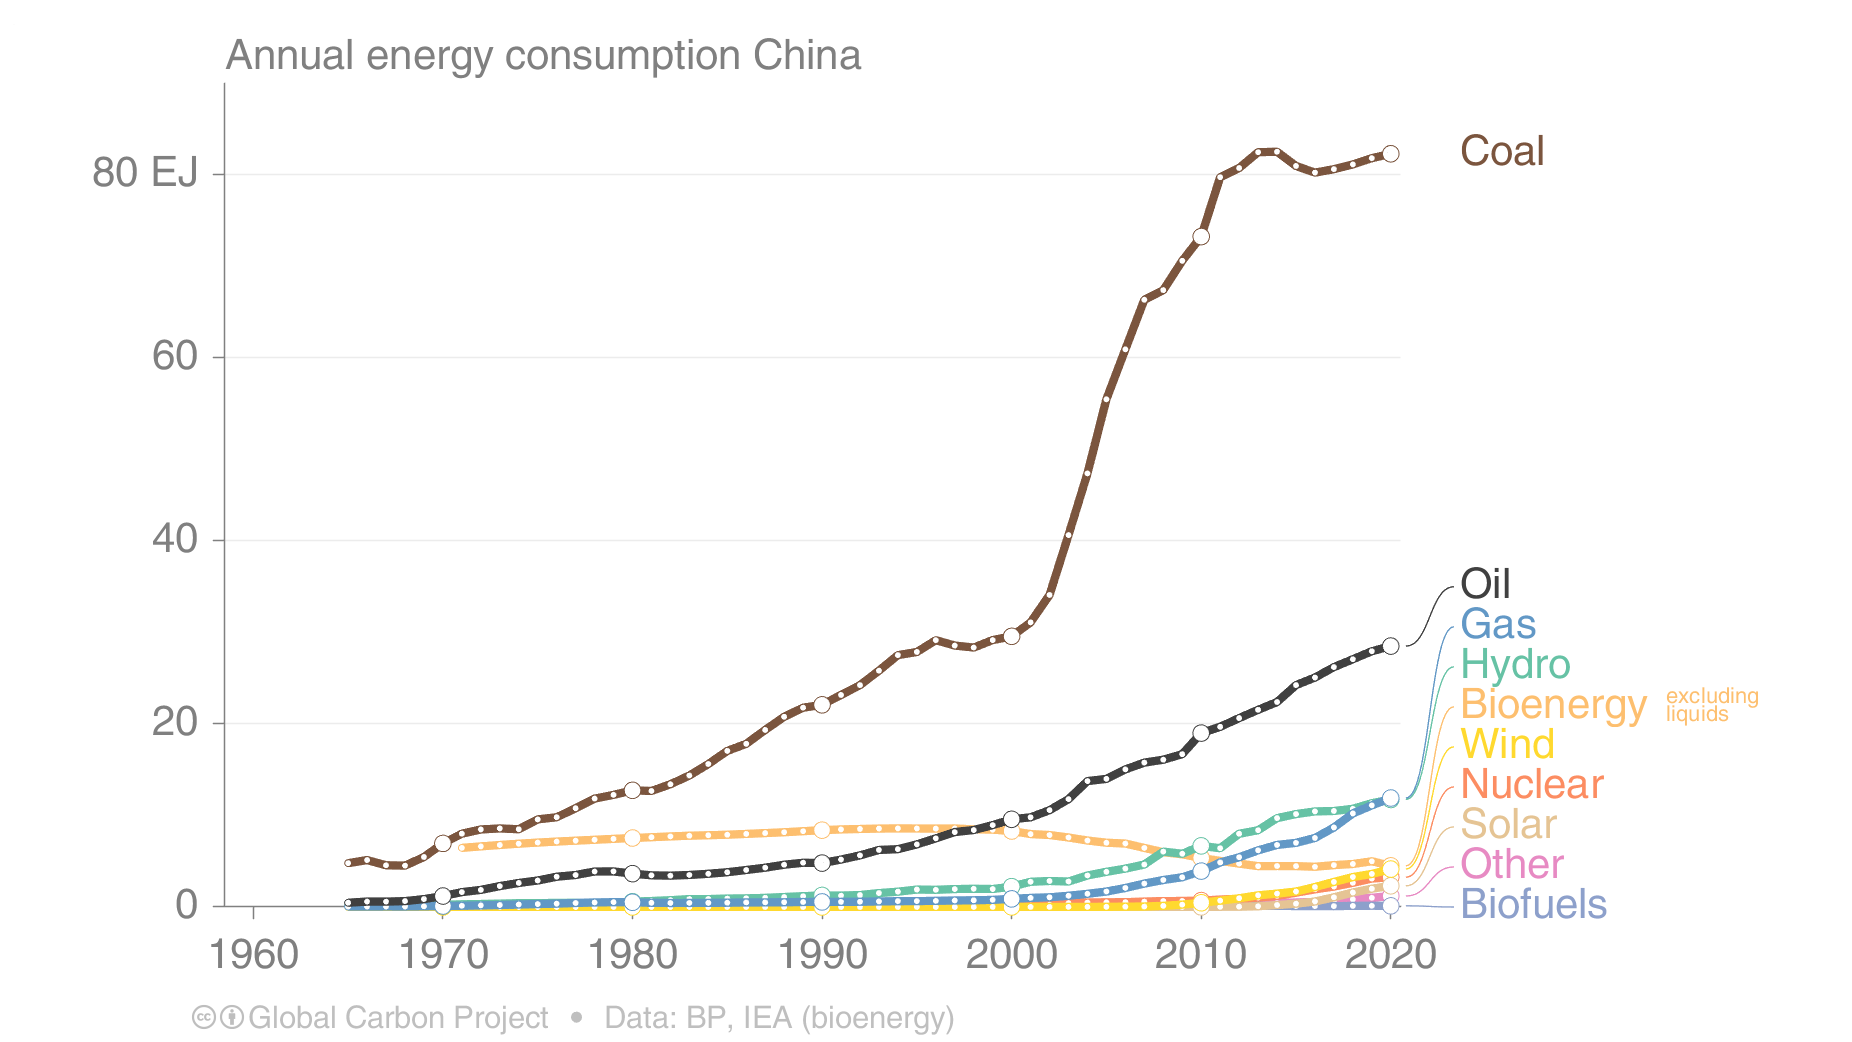 Annual energy consumption China
80 EJ
60
40
20
0
1960 1970 1980 1990 2000 2010 2020
Coal
Oil
Gas
Hydro
Bioenergy excluding liquids
Wind
Nuclear
Solar
Other
Biofuels
cc Global Carbon Project • Data: BP, IEA (bioenergy)